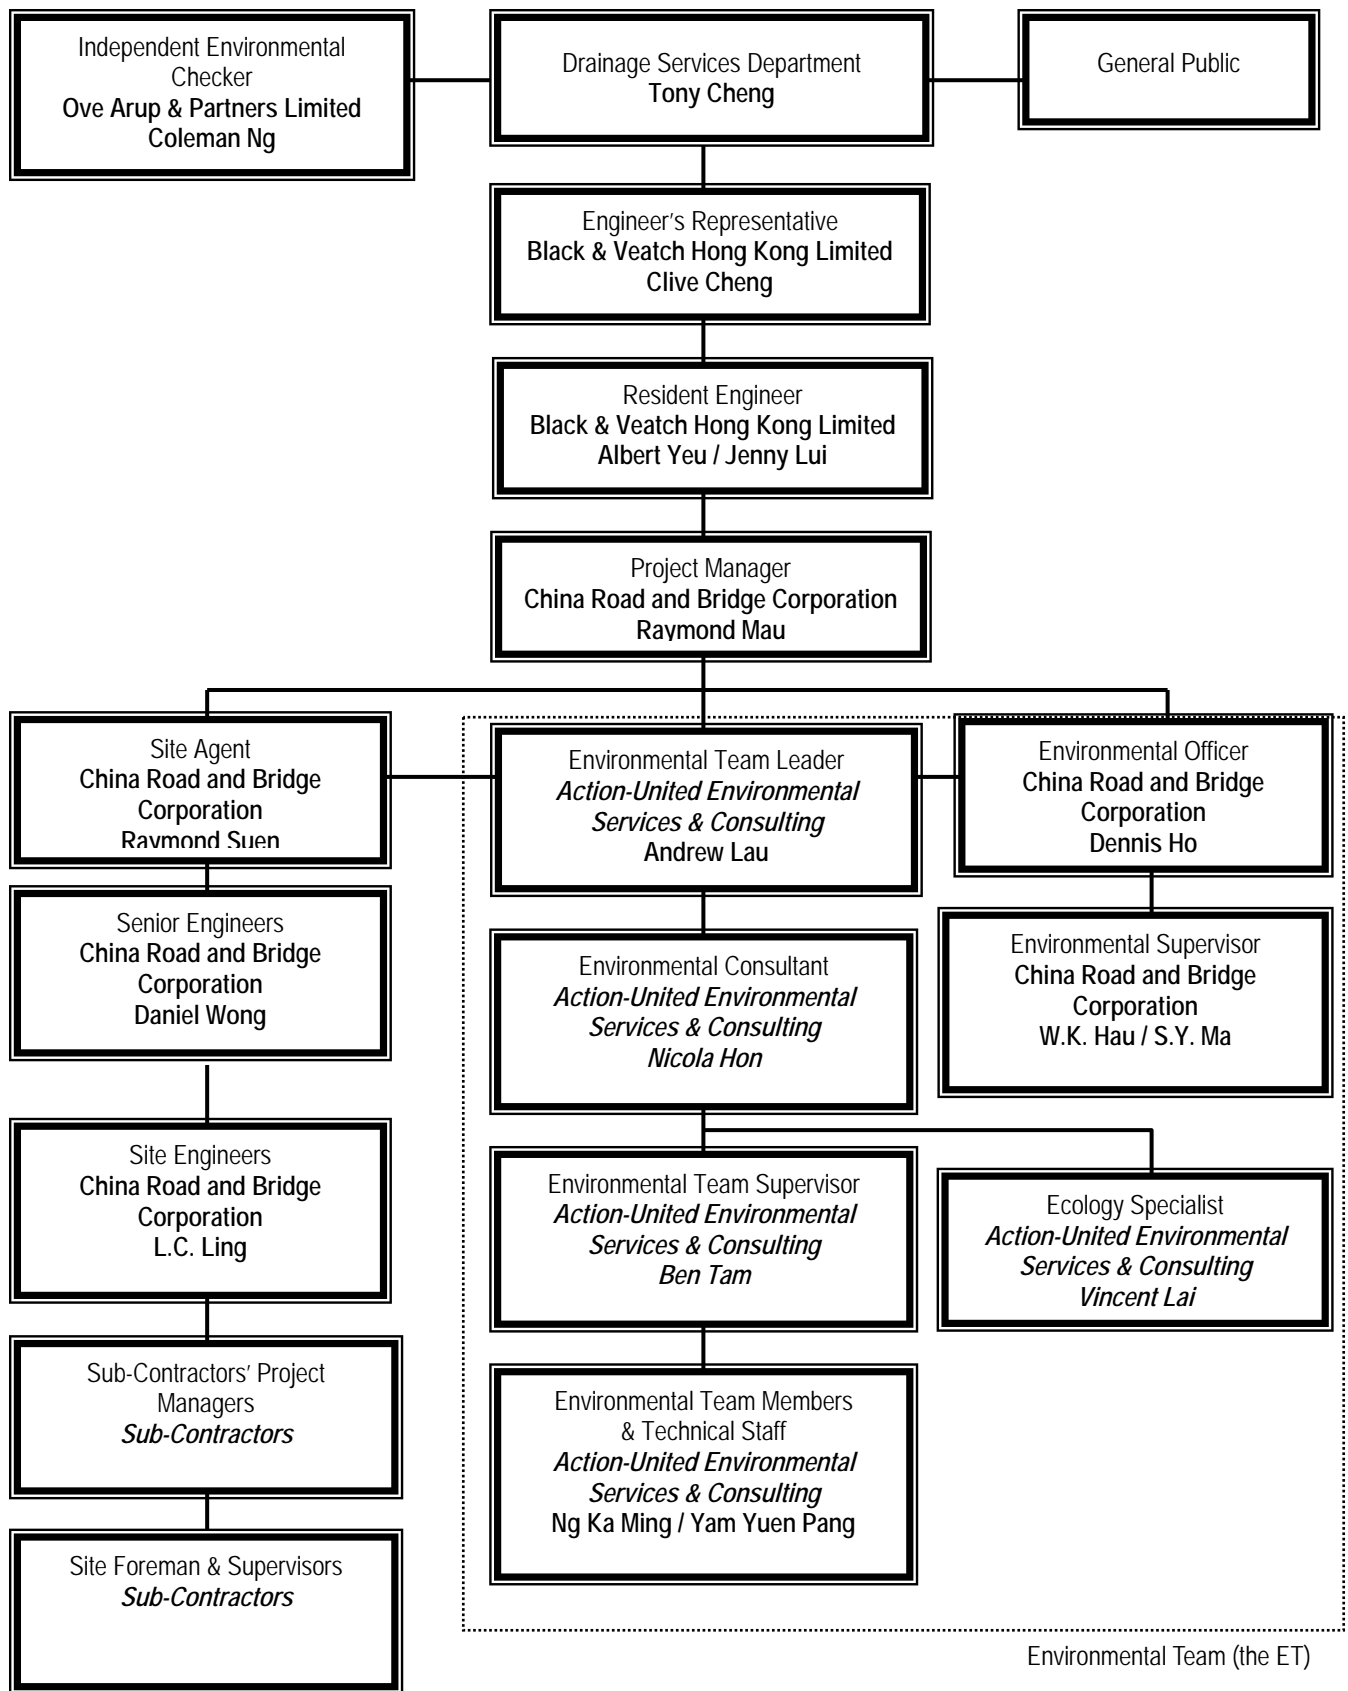 Independent Environmental
Checker
Ove Arup & Partners Limited
Coleman Ng
Drainage Services Department
Tony Cheng
General Public
Engineer's Representative
Black & Veatch Hong Kong Limited
Clive Cheng
Resident Engineer
Black & Veatch Hong Kong Limited
Albert Yeu / Jenny Lui
Project Manager
China Road and Bridge Corporation
Raymond Mau
Site Agent
China Road and Bridge
Corporation
Raymond Suen
Environmental Team Leader
Action-United Environmental
Services & Consulting
Andrew Lau
Environmental Officer
China Road and Bridge
Corporation
Dennis Ho
Senior Engineers
China Road and Bridge
Corporation
Daniel Wong
Environmental Consultant
Action-United Environmental
Services & Consulting
Nicola Hon
Environmental Supervisor
China Road and Bridge
Corporation
W.K. Hau / S.Y. Ma
Site Engineers
China Road and Bridge
Corporation
L.C. Ling
Environmental Team Supervisor
Action-United Environmental
Services & Consulting
Ben Tam
Ecology Specialist
Action-United Environmental
Services & Consulting
Vincent Lai
Sub-Contractors' Project
Managers
Sub-Contractors
Environmental Team Members
& Technical Staff
Action-United Environmental
Services & Consulting
Ng Ka Ming / Yam Yuen Pang
Site Foreman & Supervisors
Sub-Contractors
Environmental Team (the ET)